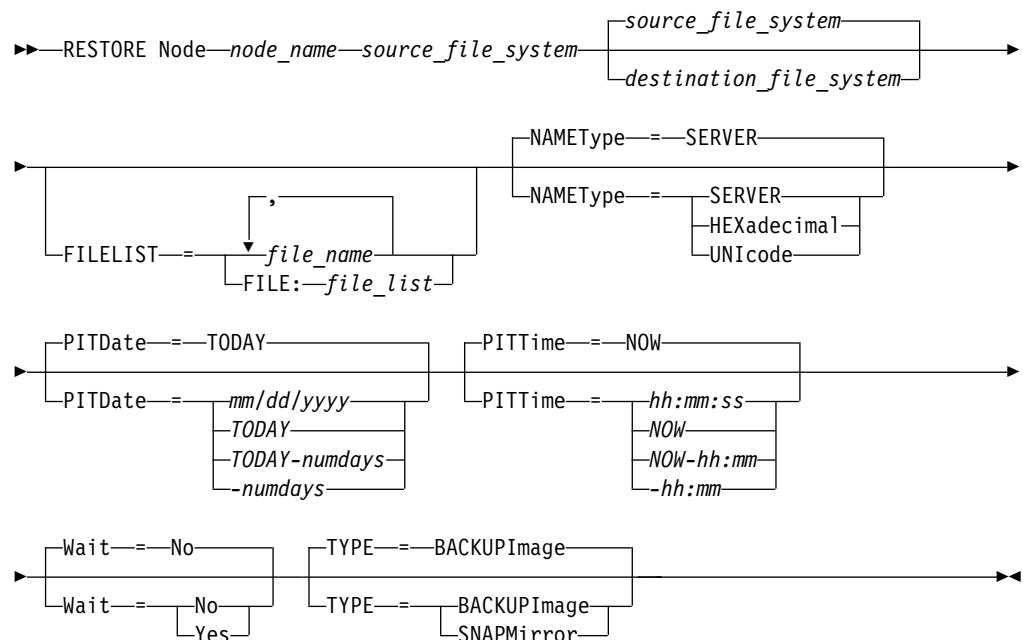 source_file_system
RESTORE Node node_name source_file_system
destination_file_system
NAMEType = SERVER
,
NAMEType = SERVER
HEXadecimal
FILELIST = file_name
UNIcode
FILE: file_list
PITDate = TODAY PITTime = NOW
PITDate = mm/dd/yyyy PITTime = hh:mm:ss
TODAY NOW
TODAY-numdays NOW-hh:mm
-numdays -hh:mm
Wait = No TYPE = BACKUPImage
Wait = No TYPE = BACKUPImage
Yes SNAPMirror